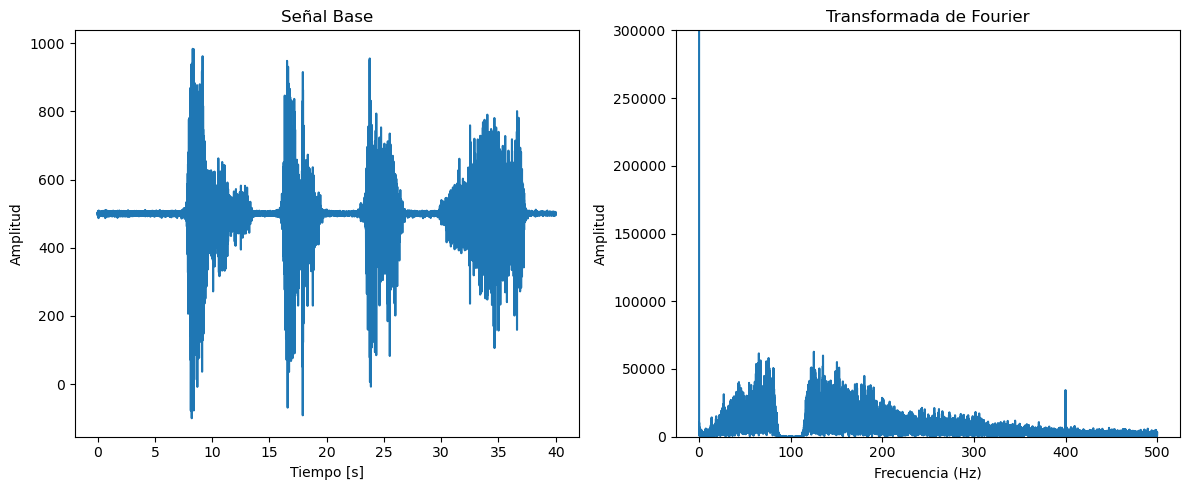 Señal Base
Amplitud
1000
800
600
400
200
0
0 5 10 15 20 25 30 35 40
Tiempo [s]
Transformada de Fourier
Amplitud
300000
250000
200000
150000
100000
50000
0
0 100 200 300 400 500
Frecuencia (Hz)